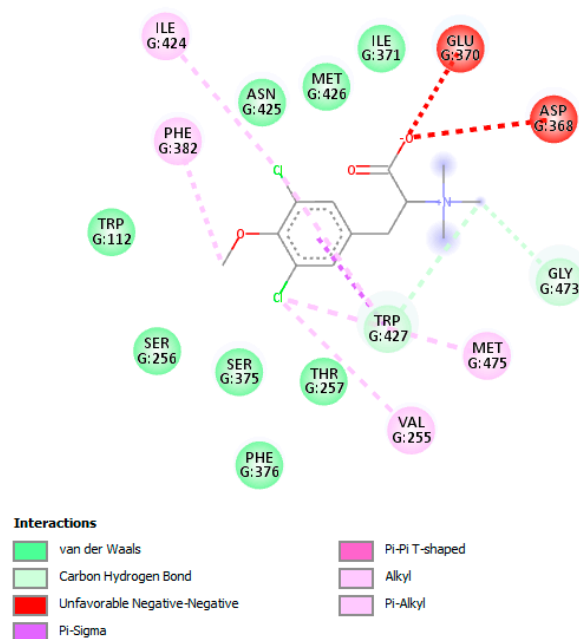 ILE
G:424
ILE
G:371
GLU
G:370
MET
G:426
ASN
G:425
ASP
G:368
PHE
G:382
Cl
-O
O
N
TRP
G:112
O
GLY
G:473
Cl
TRP
G:427
SER
G:256
SER
G:375
THR
G:257
MET
G:475
VAL
G:255
PHE
G:376
Interactions
van der Waals
Carbon Hydrogen Bond
Unfavorable Negative-Negative
Pi-Sigma
Pi-Pi T-shaped
Alkyl
Pi-Alkyl